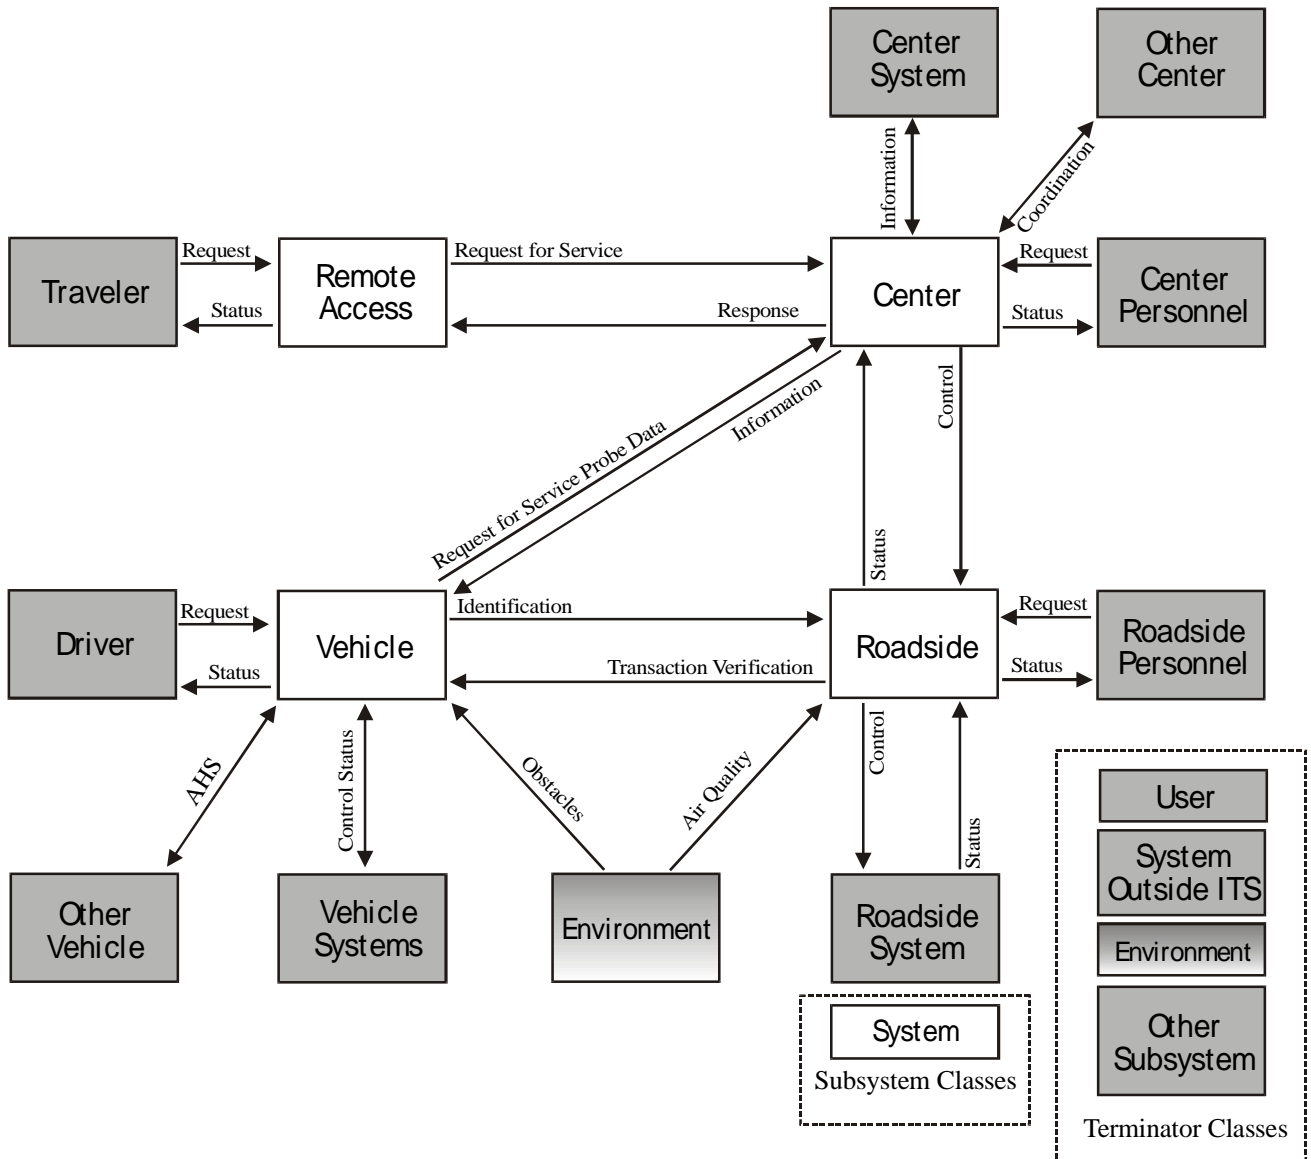 Center
System
Other
Center
Information
Coordination
Traveler
Request
Status
Remote
Access
Request for Service
Response
Center
Request
Status
Center
Personnel
Request for Service Probe Data
Information
Control
Status
Driver
Request
Status
Vehicle
Identification
Transaction Verification
Roadside
Request
Status
Roadside
Personnel
AHS
Control Status
Obstacles
Air Quality
Control
Status
Other
Vehicle
Vehicle
Systems
Environment
Roadside
System
System
Subsystem Classes
User
System
Outside ITS
Environment
Other
Subsystem
Terminator Classes